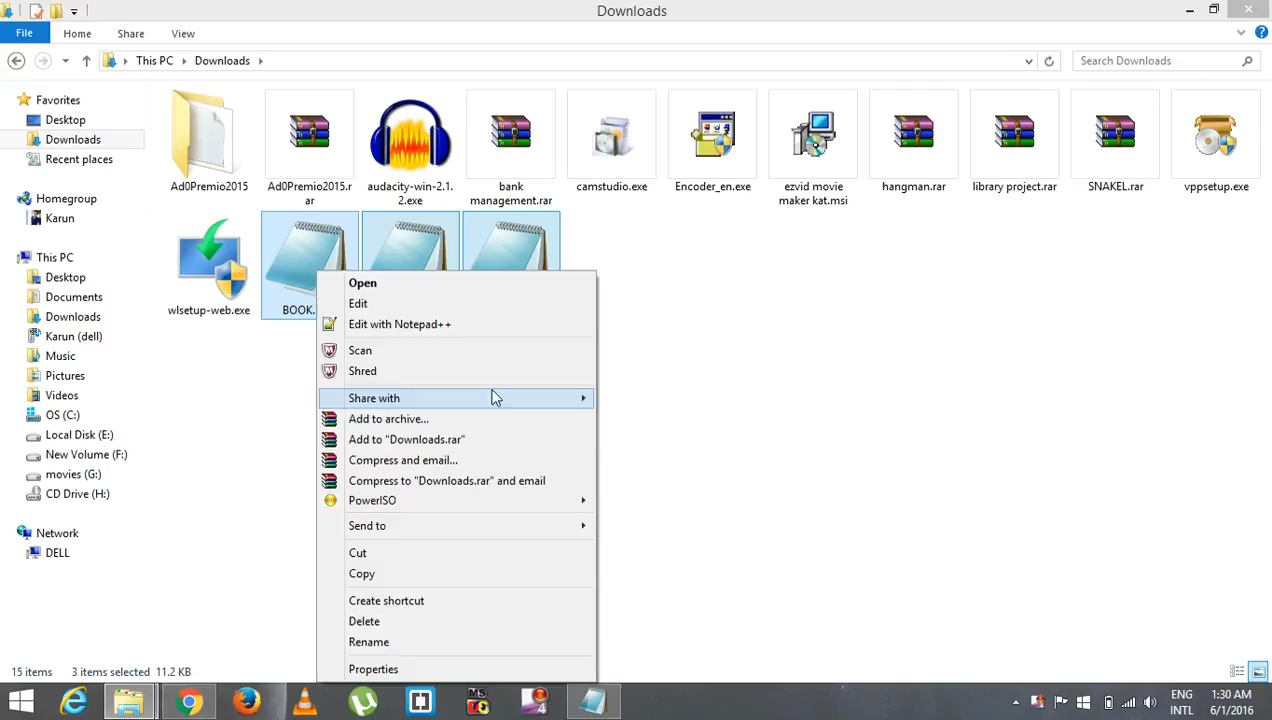 Downloads
File Home Share View
This PC Downloads Search Downloads
Favorites
Desktop
Downloads
Recent places
Homegroup
Karun
This PC
Desktop
Documents
Downloads
Karun (dell)
Music
Pictures
Videos
OS (C:)
Local Disk (E:)
New Volume (F:)
movies (G:)
CD Drive (H:)
Network
DELL
Ad0Premio2015
Ad0Premio2015.r
ar
audacity-win-2.1.
2.exe
bank
management.rar
camstudio.exe
Encoder_en.exe
ezvid movie
maker kat.msi
hangman.rar
library project.rar
SNAKEL.rar
vppsetup.exe
wlsetup-web.exe
BOOK.
Open
Edit
Edit with Notepad++
Scan
Shred
Share with
Add to archive...
Add to "Downloads.rar"
Compress and email...
Compress to "Downloads.rar" and email
PowerISO
Send to
Cut
Copy
Create shortcut
Delete
Rename
Properties
15 items 3 items selected 11.2 KB
MS
4
ENG
INTL
1:30 AM
6/1/2016